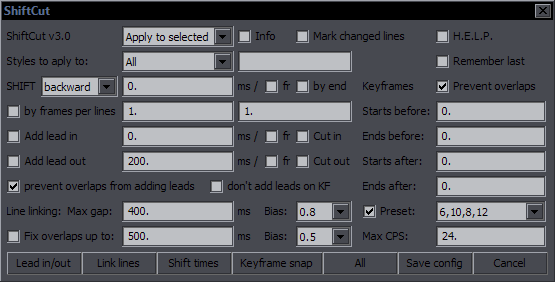 ShiftCut
ShiftCut v3.0 Apply to selected Info Mark changed lines H.E.L.P.
Styles to aply to: All Remember last
SHIFT backward 0. ms / fr by end Keyframes Prevent overlaps
by frames per lines 1. 1. Starts before: 0.
Add lead in 0. ms / fr Cut in Ends before: 0.
Add lead out 200. ms / fr Cut out Starts after: 0.
prevent overlaps from adding leads don't add leads on KF Ends after: 0.
Line linking: Max gap: 400. ms Bias: 0.8 Preset: 6,10,8,12
Fix overlaps up to: 500. ms Bias: 0.5 Max CPS: 24.
Lead in/out Link lines Shift times Keyframe snap All Save config Cancel